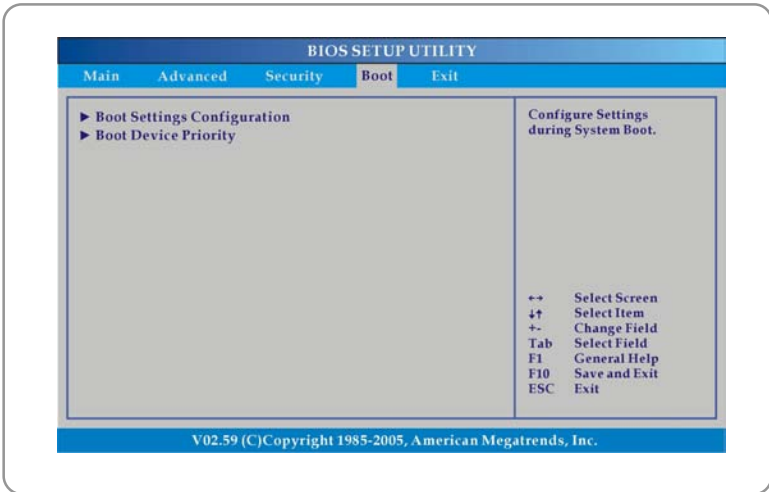 BIOS SETUP UTILITY
Main Advanced Security Boot Exit
► Boot Settings Configuration
► Boot Device Priority
Configure Settings
during System Boot.
↔ Select Screen
↓↑ Select Item
+- Change Field
Tab Select Field
F1 General Help
F10 Save and Exit
ESC Exit
V02.59 (C)Copyright 1985-2005, American Megatrends, Inc.